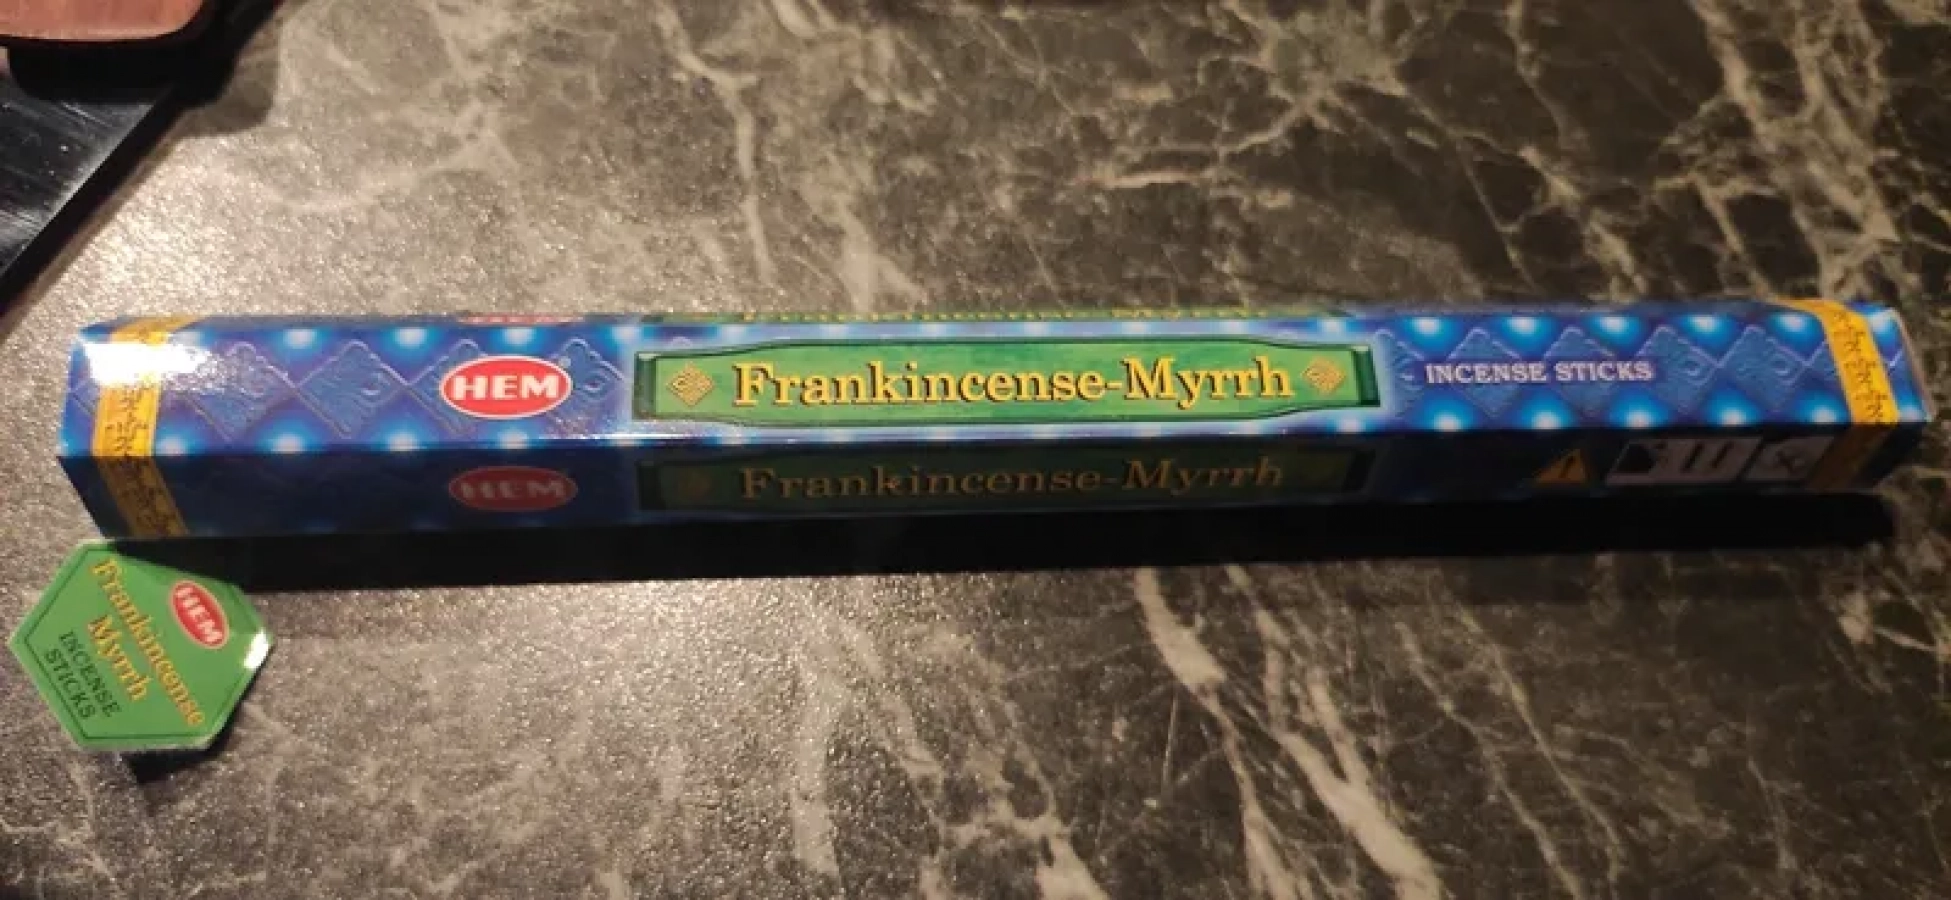 HEM
Frankincense-Myrrh
INCENSE STICKS
HEM
Frankincense-Myrrh
HEM
Frankincense
Myrrh
INCENSE
STICKS